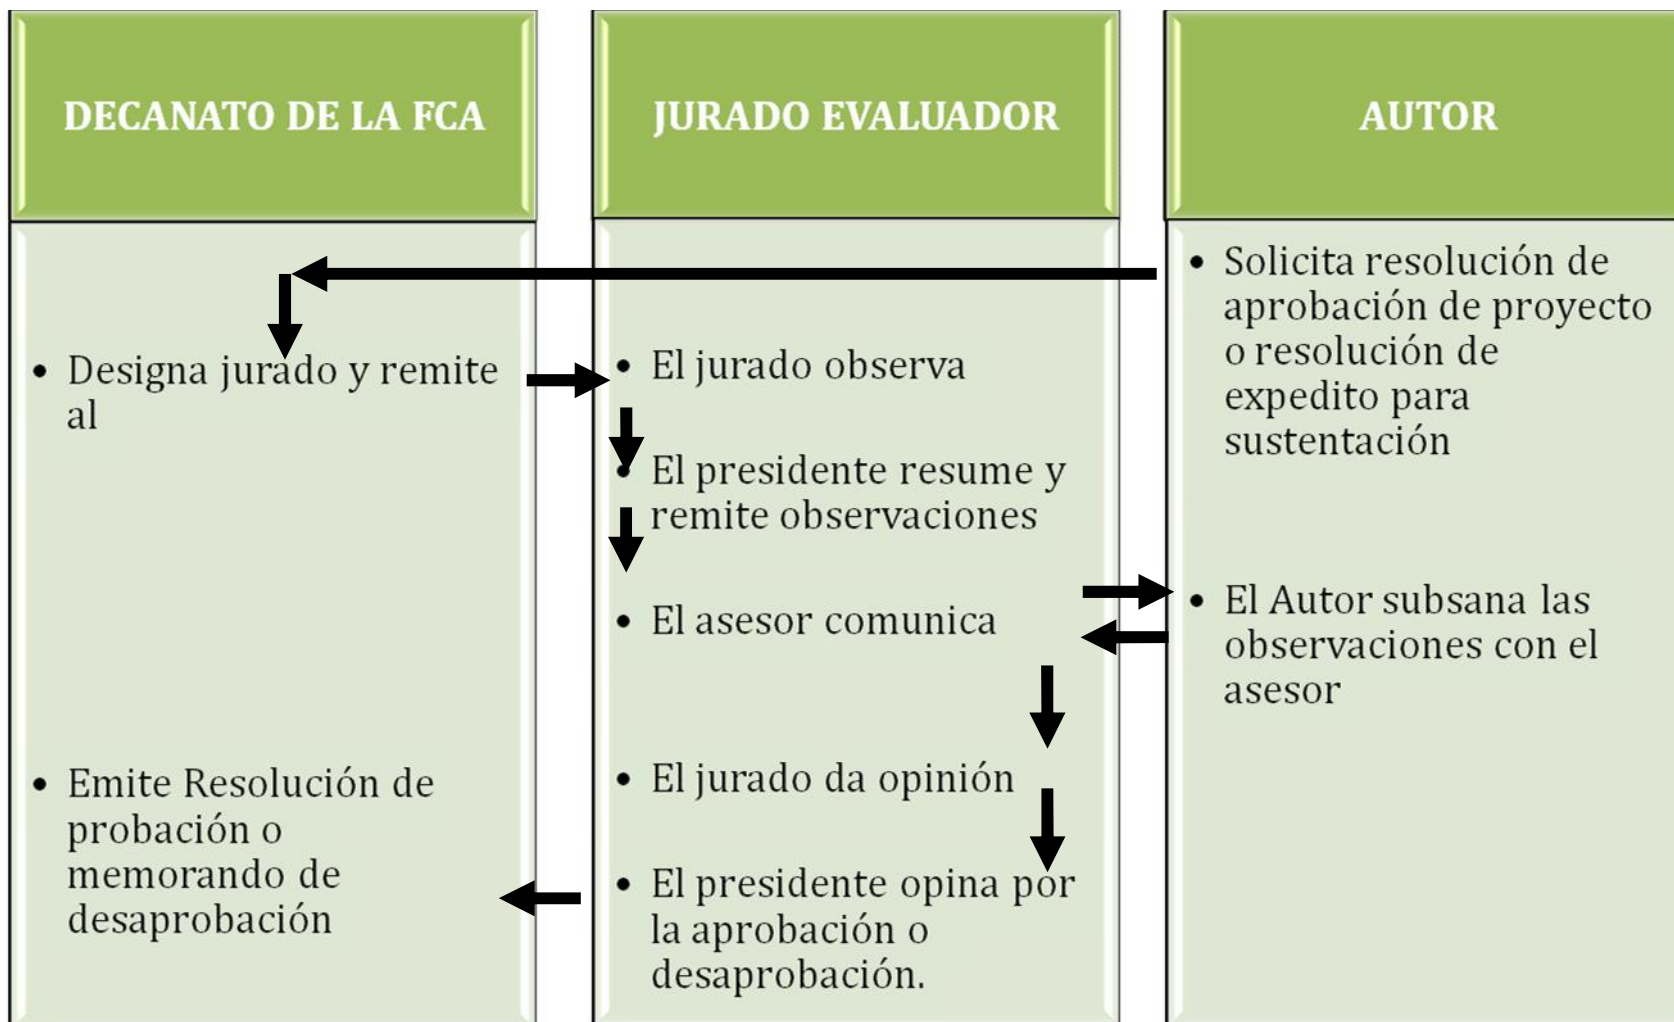 DECANATO DE LA FCA
• Designa jurado y remite
al
• Emite Resolución de
probación o
memorando de
desaprobación
JURADO EVALUADOR
• El jurado observa
• El presidente resume y
remite observaciones
• El asesor comunica
• El jurado da opinión
• El presidente opina por
la aprobación o
desaprobación.
AUTOR
• Solicita resolución de
aprobación de proyecto
o resolución de
expedito para
sustentación
• El Autor subsana las
observaciones con el
asesor